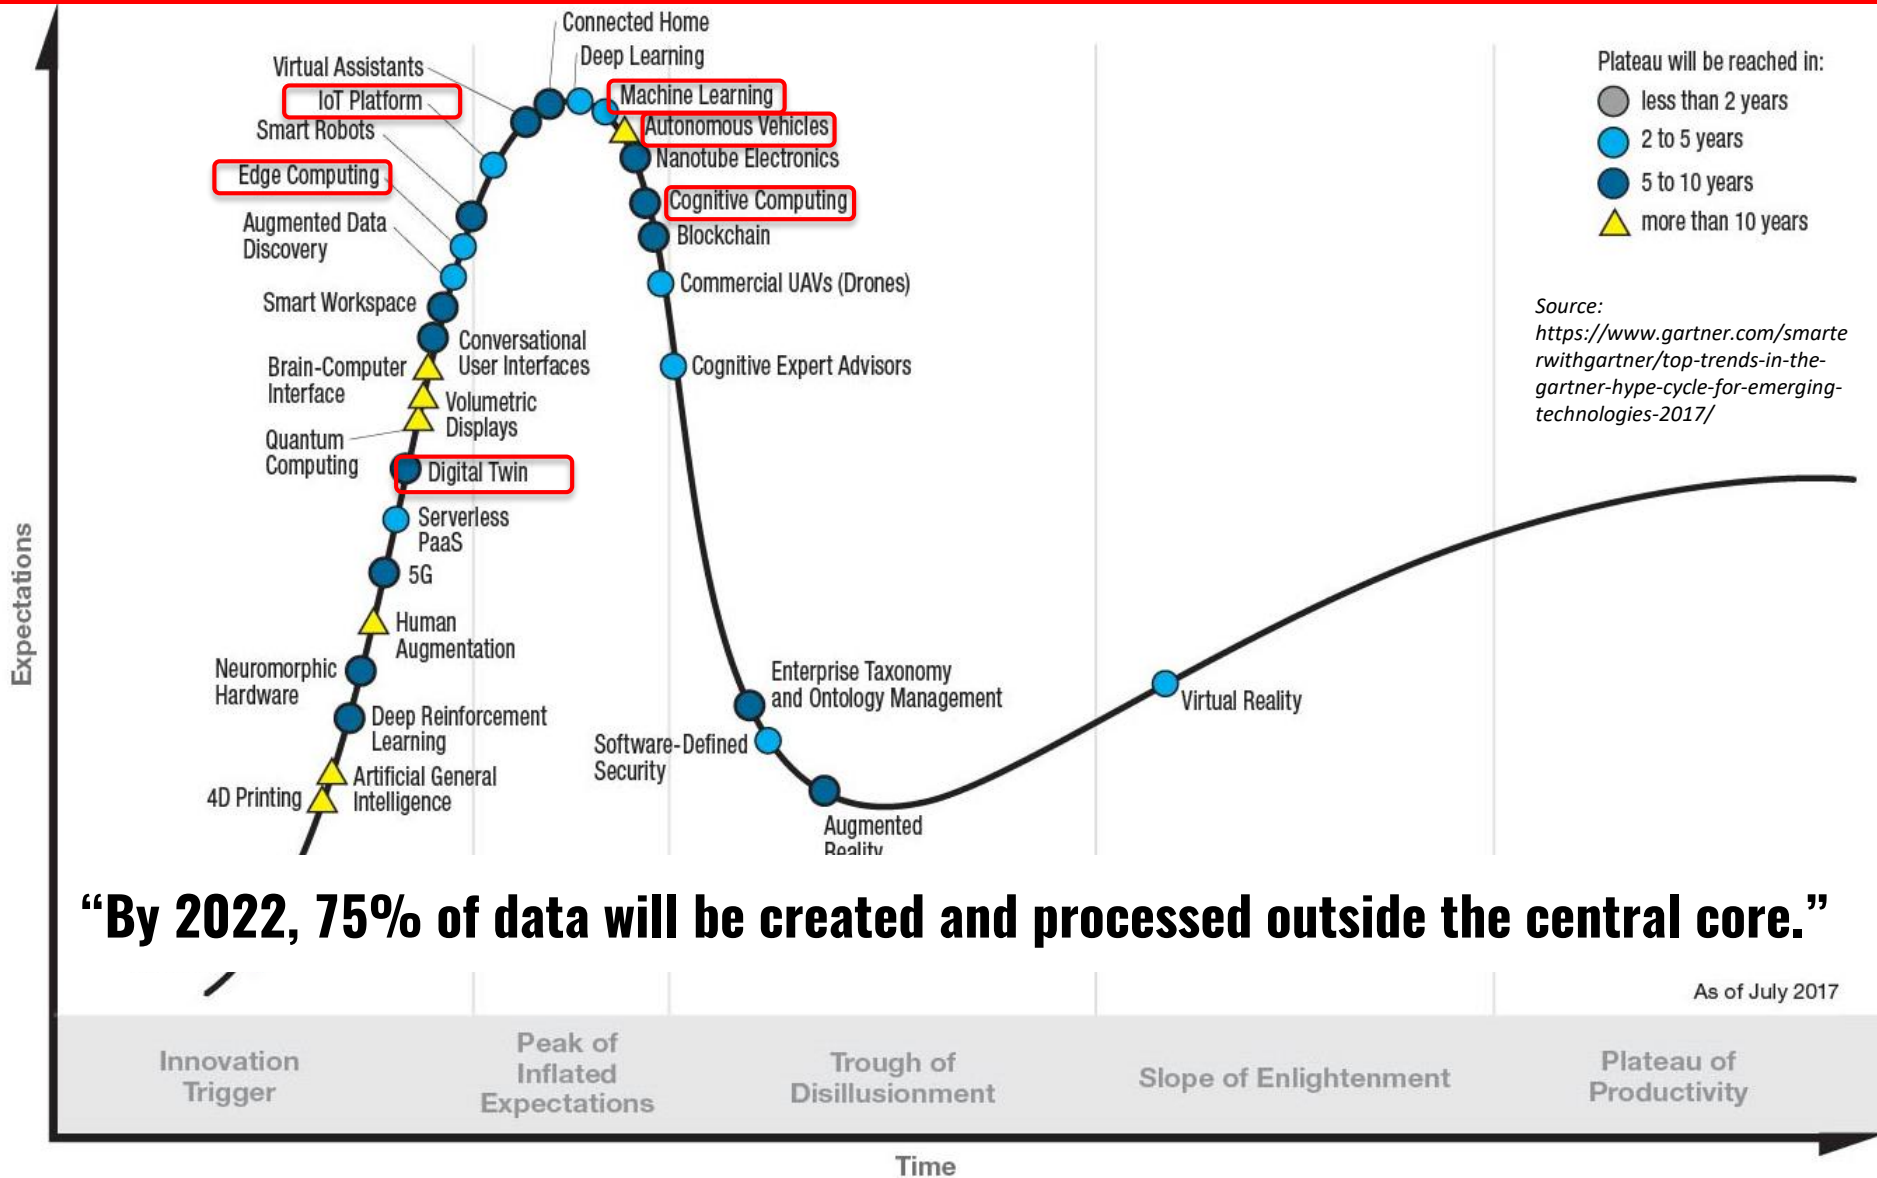 Connected Home
Deep Learning
Virtual Assistants
IoT Platform
Smart Robots
Edge Computing
Augmented Data
Discovery
Smart Workspace
Brain-Computer
Interface
Quantum
Computing
Machine Learning
Autonomous Vehicles
Nanotube Electronics
Cognitive Computing
Blockchain
Commercial UAVs (Drones)
Cognitive Expert Advisors
Conversational
User Interfaces
Volumetric
Displays
Digital Twin
Serverless
PaaS
5G
Human
Augmentation
Neuromorphic
Hardware
Deep Reinforcement
Learning
Artificial General
Intelligence
4D Printing
Enterprise Taxonomy
and Ontology Management
Software-Defined
Security
Augmented
Reality
Virtual Reality
Plateau will be reached in:
less than 2 years
2 to 5 years
5 to 10 years
more than 10 years
Source:
https://www.gartner.com/smarte
rwithgartner/top-trends-in-the-
gartner-hype-cycle-for-emerging-
technologies-2017/
Expectations
“By 2022, 75% of data will be created and processed outside the central core.”
As of July 2017
Innovation
Trigger
Peak of
Inflated
Expectations
Trough of
Disillusionment
Slope of Enlightenment
Plateau of
Productivity
Time